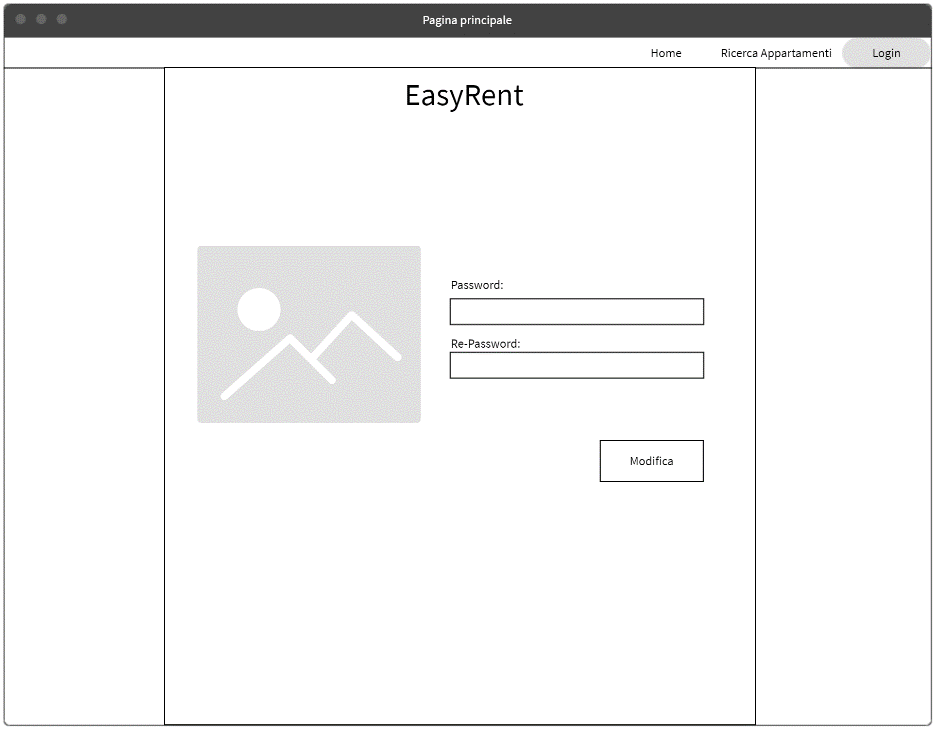 Pagina principale
Home Ricerca Appartamenti Login
EasyRent
Password:
Re-Password:
Modifica